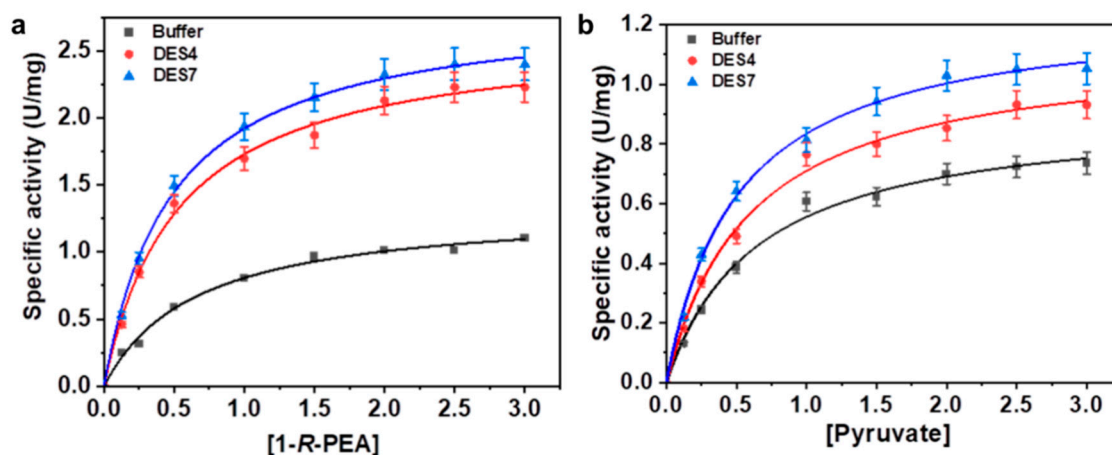 a
Buffer
DES4
DES7
Specific activity (U/mg)
2.5
2.0
1.5
1.0
0.5
0.0
0.0 0.5 1.0 1.5 2.0 2.5 3.0
[1-R-PEA]
b
Buffer
DES4
DES7
Specific activity (U/mg)
1.2
1.0
0.8
0.6
0.4
0.2
0.0
0.0 0.5 1.0 1.5 2.0 2.5 3.0
[Pyruvate]